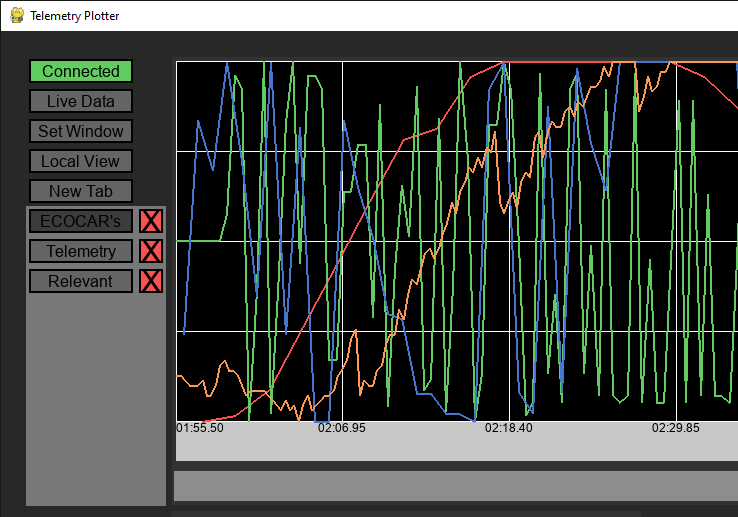 Telemetry Plotter
Connected
Live Data
Set Window
Local View
New Tab
ECOCAR's X
Telemetry X
Relevant X
01:55.50 02:06.95 02:18.40 02:29.85